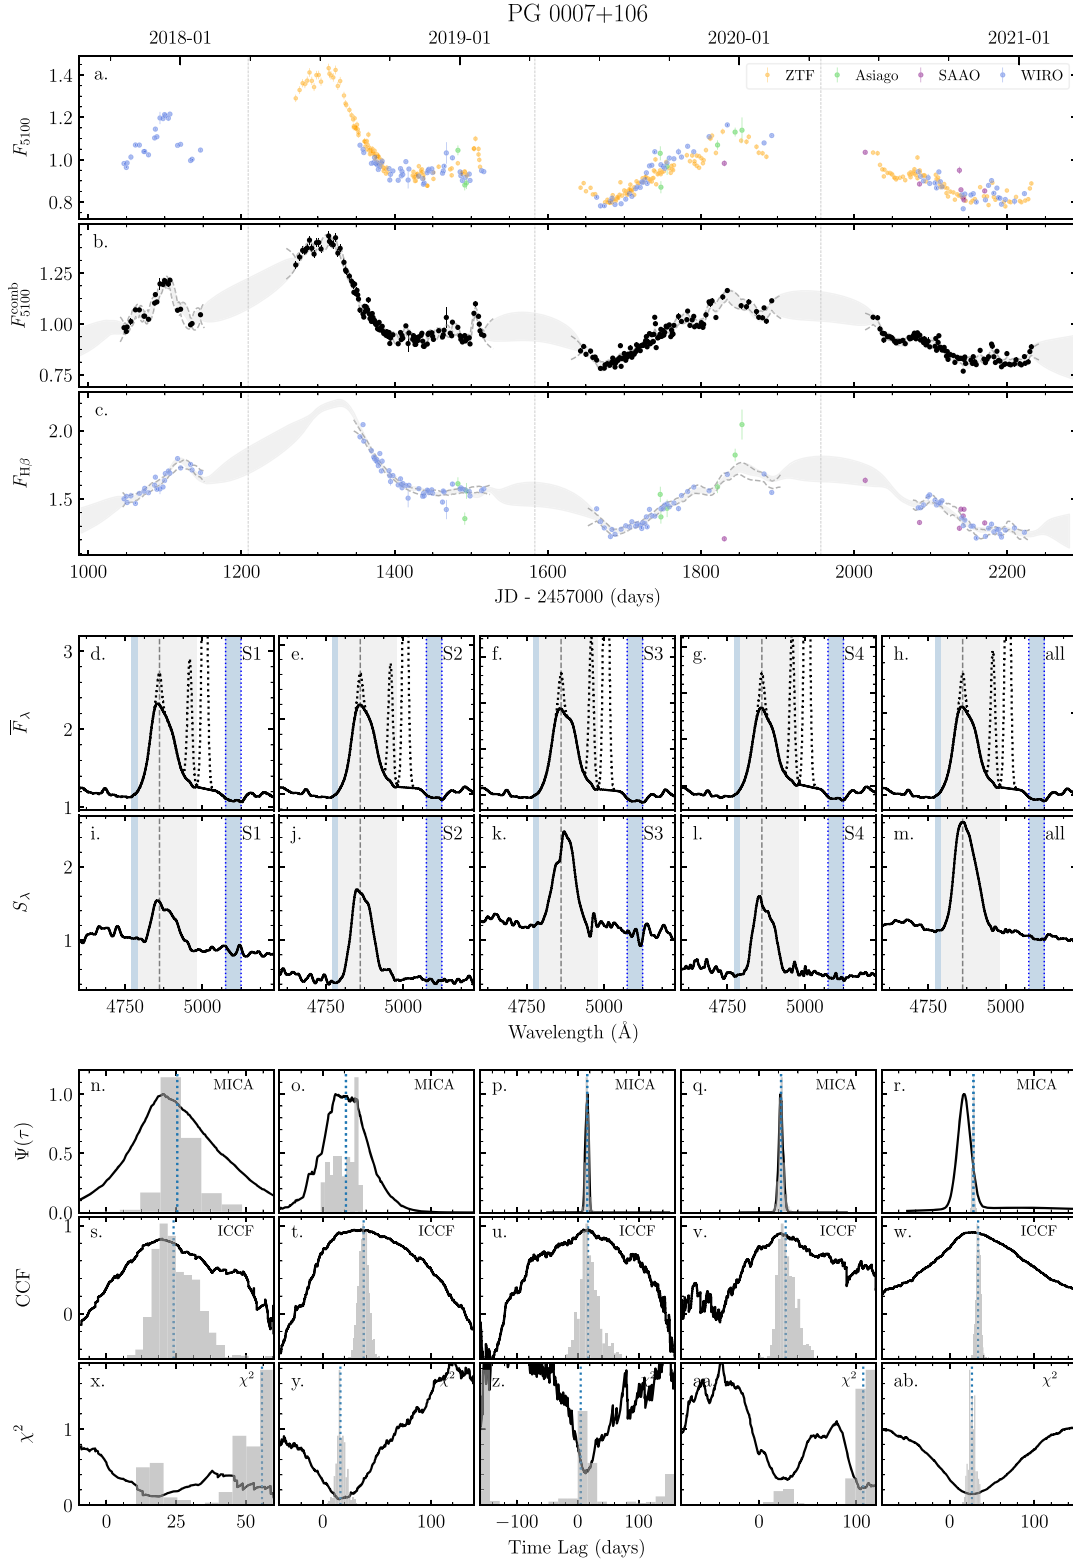 PG 0007+106
2018-01 2019-01 2020-01 2021-01
a. ZTF Asiago SAAO WIRO
F5100
1.4
1.2
1.0
0.8
b.
F5100^comb
1.25
1.00
0.75
c.
FHβ
2.0
1.5
1000 1200 1400 1600 1800 2000 2200
JD - 2457000 (days)
d. S1 e. S2 f. S3 g. S4 h. all
F̅λ
3
2
1
i. S1 j. S2 k. S3 l. S4 m. all
Sλ
2
1
4750 5000 4750 5000 4750 5000 4750 5000 4750 5000
Wavelength (Å)
n. MICA o. MICA p. MICA q. MICA r. MICA
Ψ(τ)
1.0
0.5
0.0
s. ICCF t. ICCF u. ICCF v. ICCF w. ICCF
CCF
1
0
x. χ² y. χ² z. χ² aa. χ² ab. χ²
χ²
1
0
0 25 50 0 100 −100 0 100 0 100 0 100
Time Lag (days)